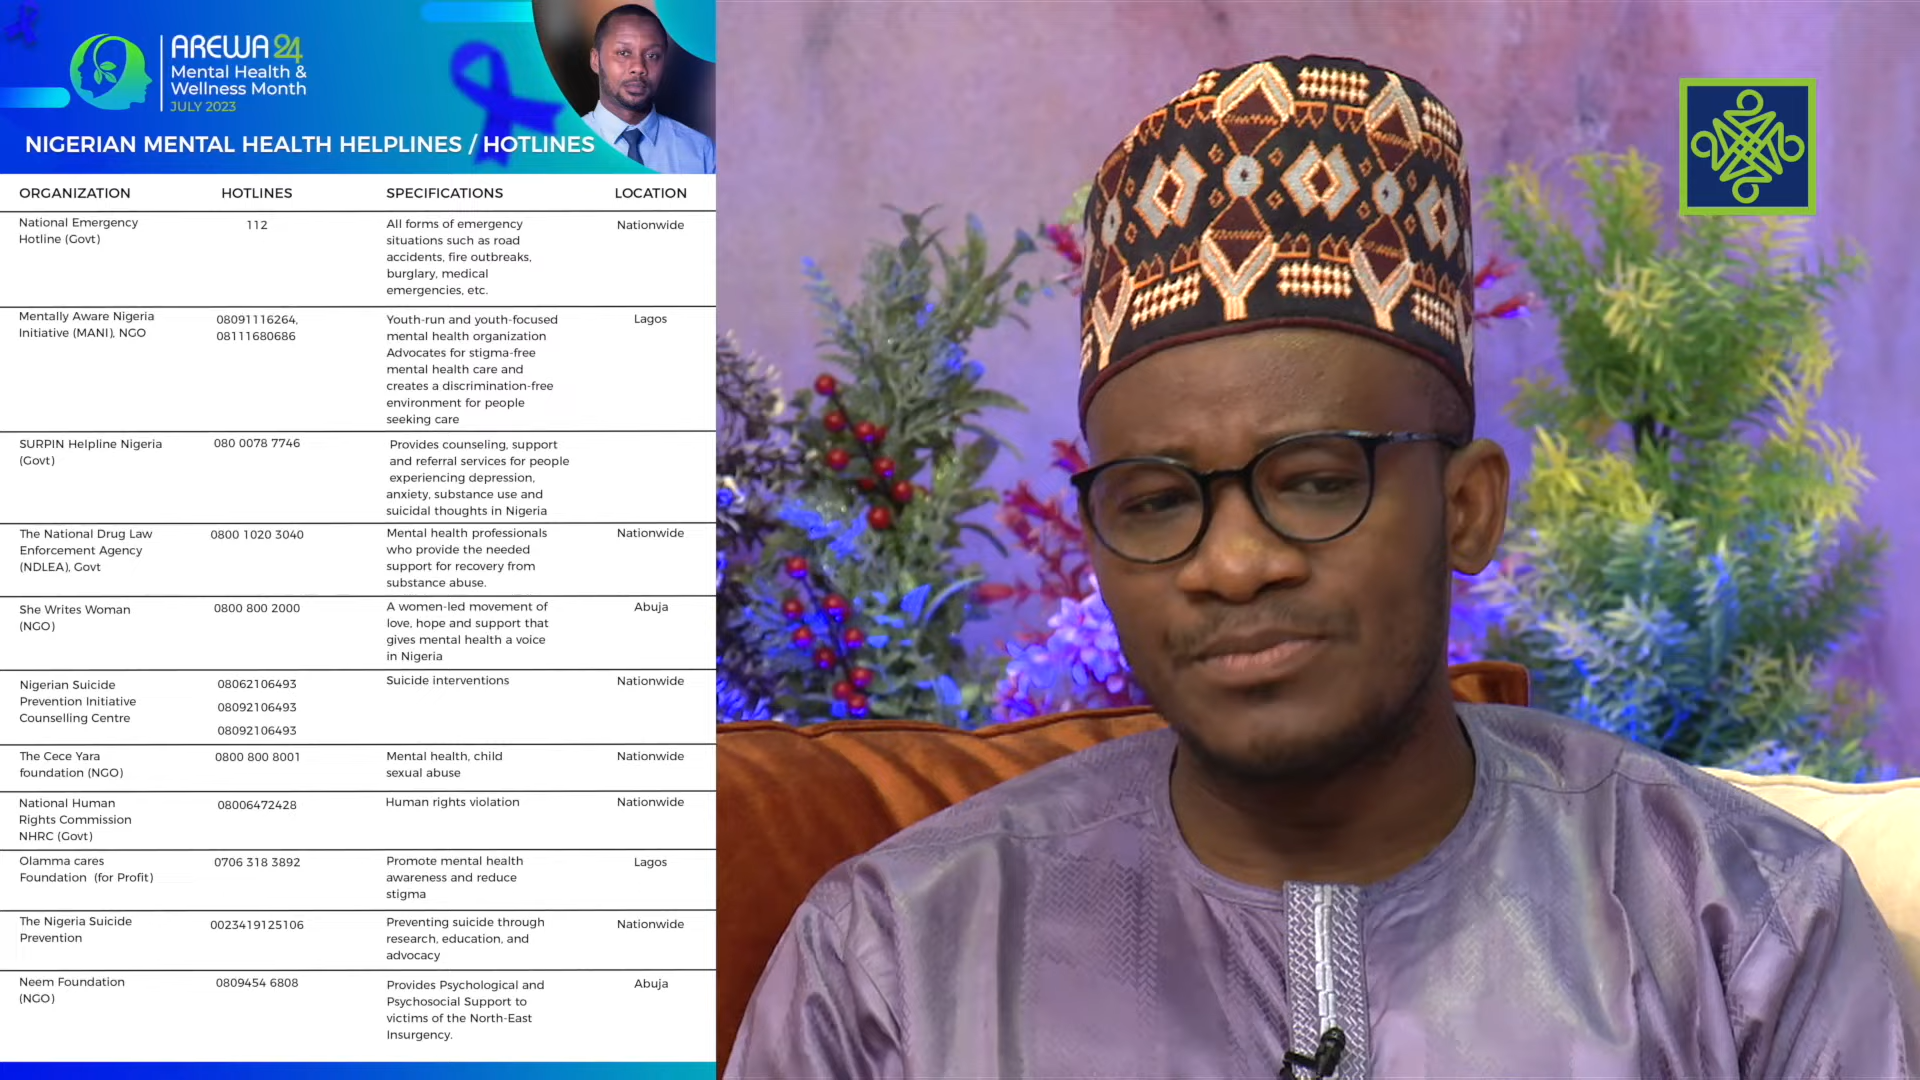 AREWA 24
Mental Health &
Wellness Month
JULY 2023
NIGERIAN MENTAL HEALTH HELPLINES / HOTLINES
ORGANIZATION HOTLINES SPECIFICATIONS LOCATION
National Emergency
Hotline (Govt)
112
All forms of emergency
situations such as road
accidents, fire outbreaks,
burglary, medical
emergencies, etc.
Nationwide
Mentally Aware Nigeria
Initiative (MANI), NGO
08091116264,
08111680686
Youth-run and youth-focused
mental health organization
Advocates for stigma-free
mental health care and
creates a discrimination-free
environment for people
seeking care
Lagos
SURPIN Helpline Nigeria
(Govt)
080 0078 7746
Provides counseling, support
and referral services for people
experiencing depression,
anxiety, substance use and
suicidal thoughts in Nigeria
The National Drug Law
Enforcement Agency
(NDLEA), Govt
0800 1020 3040
Mental health professionals
who provide the needed
support for recovery from
substance abuse.
Nationwide
She Writes Woman
(NGO)
0800 800 2000
A women-led movement of
love, hope and support that
gives mental health a voice
in Nigeria
Abuja
Nigerian Suicide
Prevention Initiative
Counselling Centre
08062106493
08092106493
08092106493
Suicide interventions
Nationwide
The Cece Yara
foundation (NGO)
0800 800 8001
Mental health, child
sexual abuse
Nationwide
National Human
Rights Commission
NHRC (Govt)
08006472428
Human rights violation
Nationwide
Olamma cares
Foundation (for Profit)
0706 318 3892
Promote mental health
awareness and reduce
stigma
Lagos
The Nigeria Suicide
Prevention
0023419125106
Preventing suicide through
research, education, and
advocacy
Nationwide
Neem Foundation
(NGO)
0809454 6808
Provides Psychological and
Psychosocial Support to
victims of the North-East
Insurgency.
Abuja